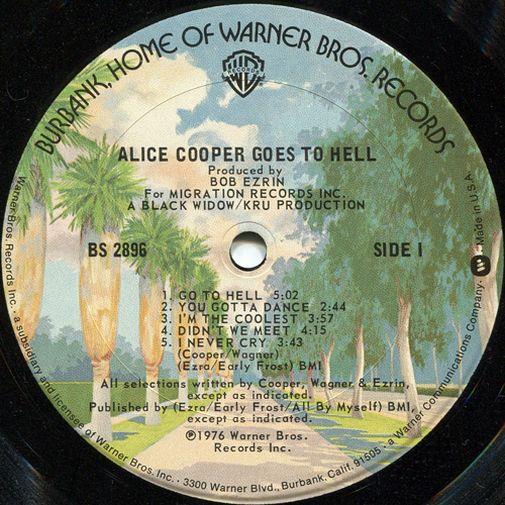 BURBANK, HOME OF WARNER BROS. RECORDS
ALICE COOPER GOES TO HELL
Produced by
BOB EZRIN
For MIGRATION RECORDS INC.
A BLACK WIDOW/KRU PRODUCTION
BS 2896
SIDE 1
1. GO TO HELL 5:02
2. YOU GOTTA DANCE 2:44
3. I'M THE COOLEST 3:57
4. DIDN'T WE MEET 4:15
5. I NEVER CRY 3:43
(Cooper/Wagner)
(Ezra/Early Frost) BMI
All selections written by Cooper, Wagner & Ezrin,
except as indicated.
Published by (Ezra/Early Frost/All By Myself) BMI,
except as indicated.
℗1976 Warner Bros.
Records Inc.
Warner Bros. Records Inc. · a subsidiary and licensee of Warner Bros. Inc. · 3300 Warner Blvd., Burbank, Calif. 91505 · a Warner Communications Company · Made in U.S.A.